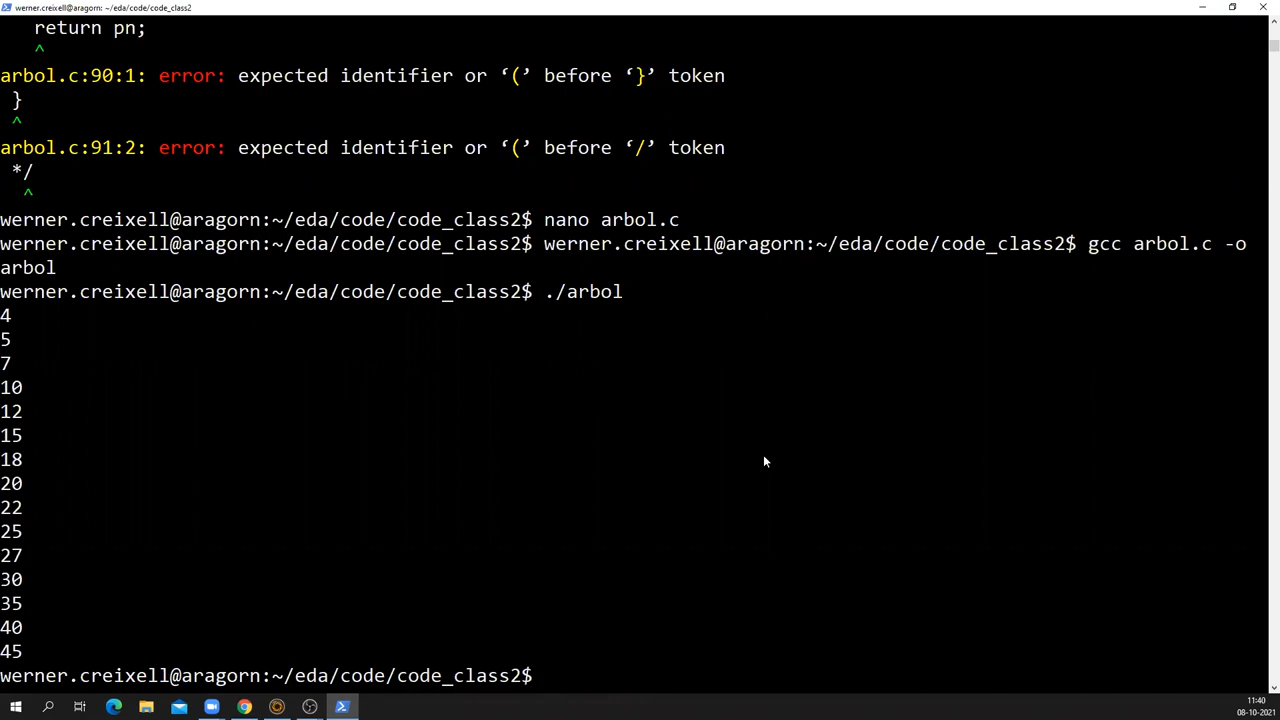 werner.creixell@aragorn: ~/eda/code/code_class2
return pn;
^
arbol.c:90:1: error: expected identifier or ‘(’ before ‘}’ token
}
^
arbol.c:91:2: error: expected identifier or ‘(’ before ‘/’ token
*/
^
werner.creixell@aragorn:~/eda/code/code_class2$ nano arbol.c
werner.creixell@aragorn:~/eda/code/code_class2$ werner.creixell@aragorn:~/eda/code/code_class2$ gcc arbol.c -o
arbol
werner.creixell@aragorn:~/eda/code/code_class2$ ./arbol
4
5
7
10
12
15
18
20
22
25
27
30
35
40
45
werner.creixell@aragorn:~/eda/code/code_class2$
11:40
08-10-2021